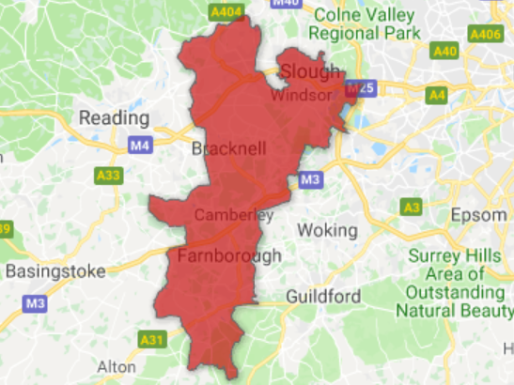 M40
A404
Colne Valley
Regional Park
A406
A40
Slough
M25
Windsor
A4
Reading
M4
Bracknell
A33
M3
A3
Camberley
Epsom
Woking
Farnborough
Surrey Hills
Area of
Outstanding
Natural Beauty
Basingstoke
Guildford
M3
A31
Alton